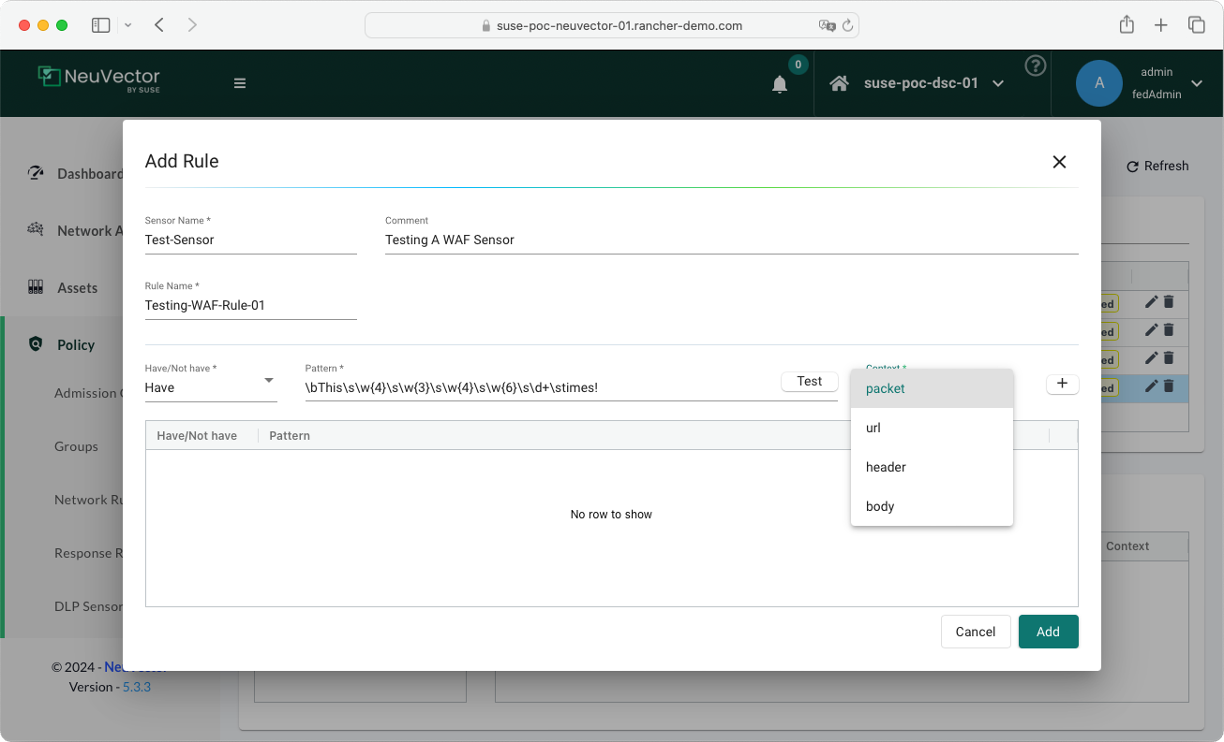 suse-poc-neuvector-01.rancher-demo.com
NeuVector
BY SUSE
0
suse-poc-dsc-01
?
A
admin
fedAdmin
Add Rule
Refresh
Dashboard
Sensor Name *
Comment
Test-Sensor
Testing A WAF Sensor
Network A
Assets
Rule Name *
Testing-WAF-Rule-01
Policy
Have/Not have *
Pattern *
Context *
Have
\bThis\s\w{4}\s\w{3}\s\w{4}\s\w{6}\s\d+\stimes!
Test
packet
url
header
body
Admission
Have/Not have
Pattern
Groups
Network Ru
No row to show
Response R
Context
DLP Sensor
Cancel
Add
© 2024 - NeuVector
Version - 5.3.3